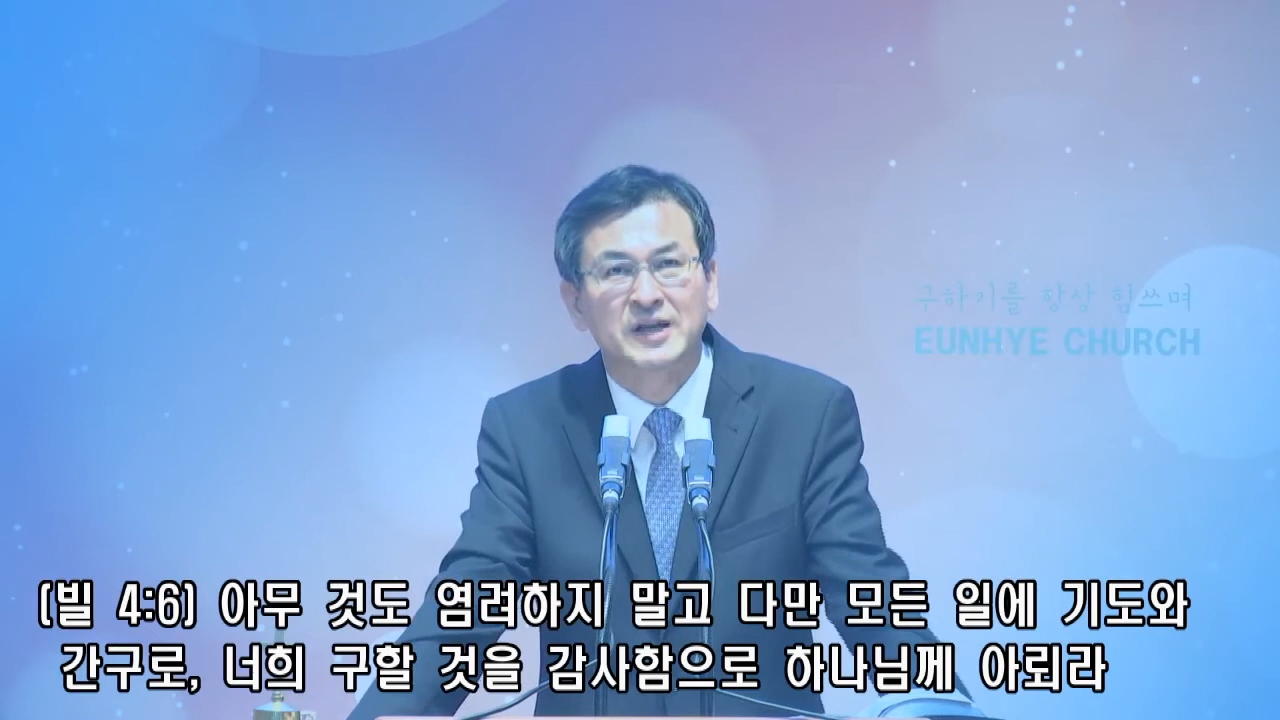 구하기를 항상 힘쓰며
EUNHYE CHURCH
(빌 4:6) 아무 것도 염려하지 말고 다만 모든 일에 기도와
간구로, 너희 구할 것을 감사함으로 하나님께 아뢰라